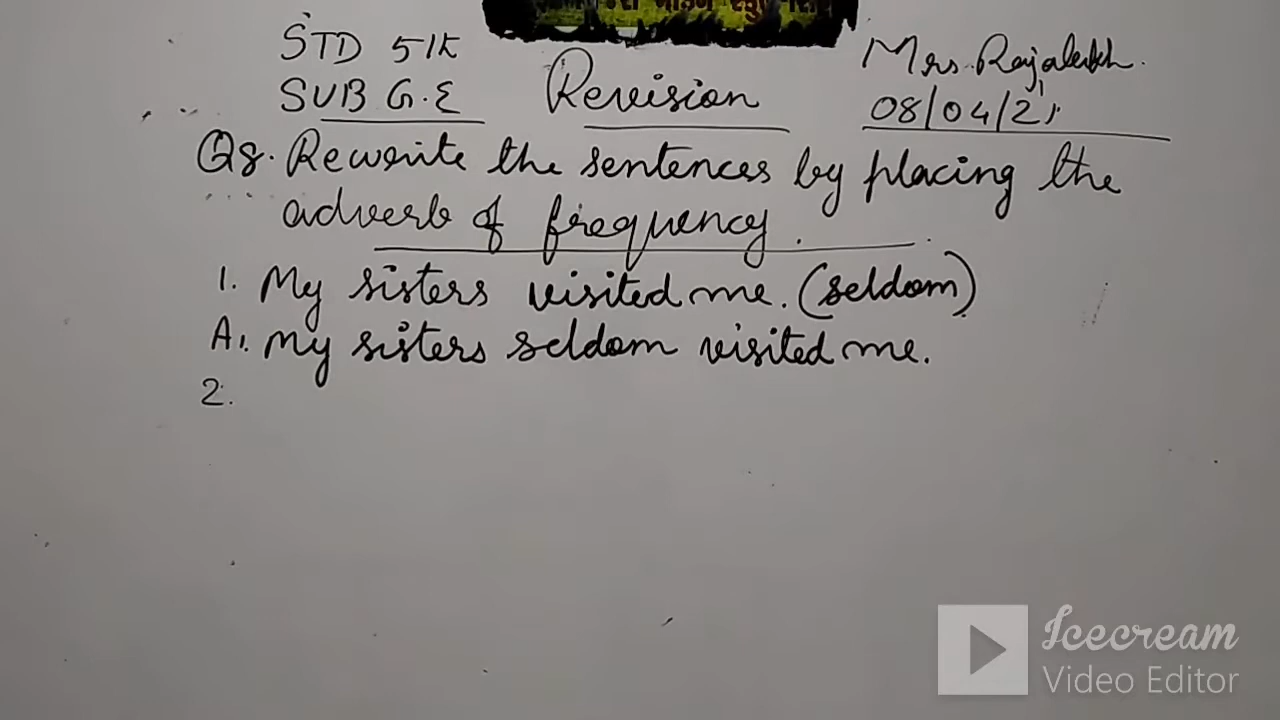 STD 5th
SUB G.E
Revision
Mrs.
08/04/21
Q8. Rewrite the sentences by placing the
adverb of frequency.
1. My sisters visited me. (seldom)
A1. My sisters seldom visited me.
2.
Icecream
Video Editor